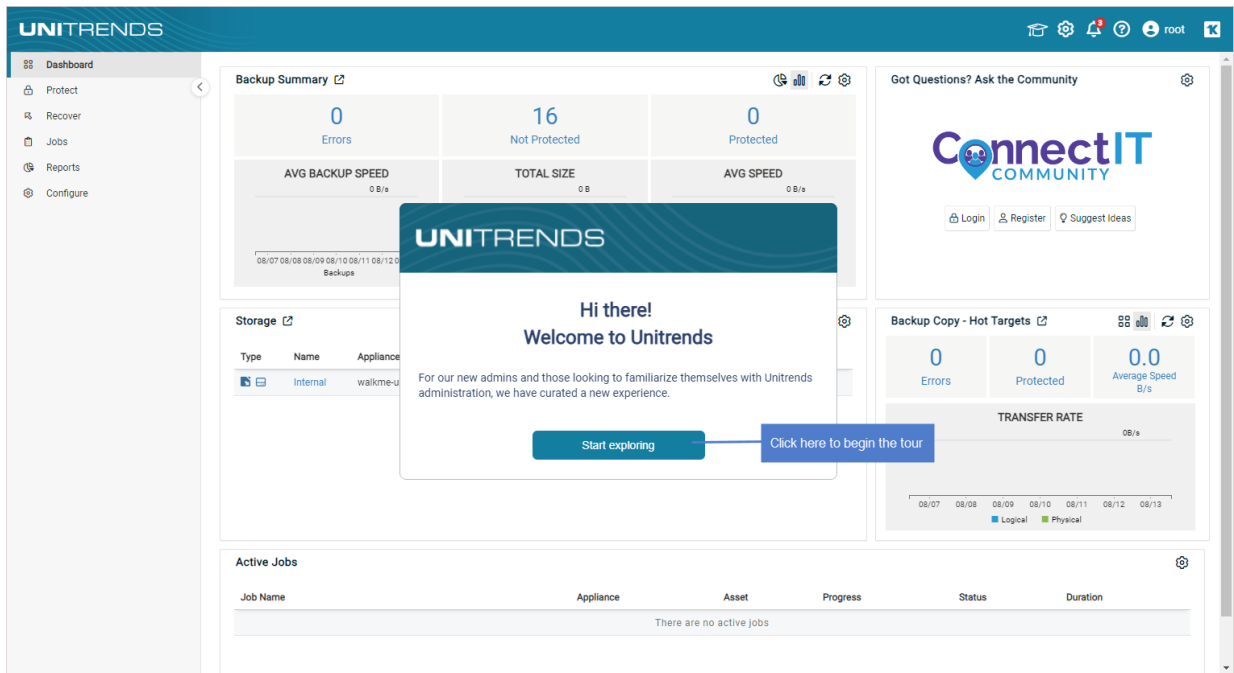 UNITRENDS
3
root
Dashboard
Protect
Recover
Jobs
Reports
Configure
Backup Summary
0
Errors
16
Not Protected
0
Protected
AVG BACKUP SPEED
0 B/s
TOTAL SIZE
0 B
AVG SPEED
0 B/s
08/07 08/08 08/09 08/10 08/11 08/12
Backups
Got Questions? Ask the Community
ConnectIT
COMMUNITY
Login
Register
Suggest Ideas
UNITRENDS
Hi there!
Welcome to Unitrends
For our new admins and those looking to familiarize themselves with Unitrends
administration, we have curated a new experience.
Start exploring
Click here to begin the tour
Storage
Type Name Appliance
Internal walkme-u
Backup Copy - Hot Targets
0
Errors
0
Protected
0.0
Average Speed
B/s
TRANSFER RATE
0B/s
08/07 08/08 08/09 08/10 08/11 08/12 08/13
Logical Physical
Active Jobs
Job Name Appliance Asset Progress Status Duration
There are no active jobs